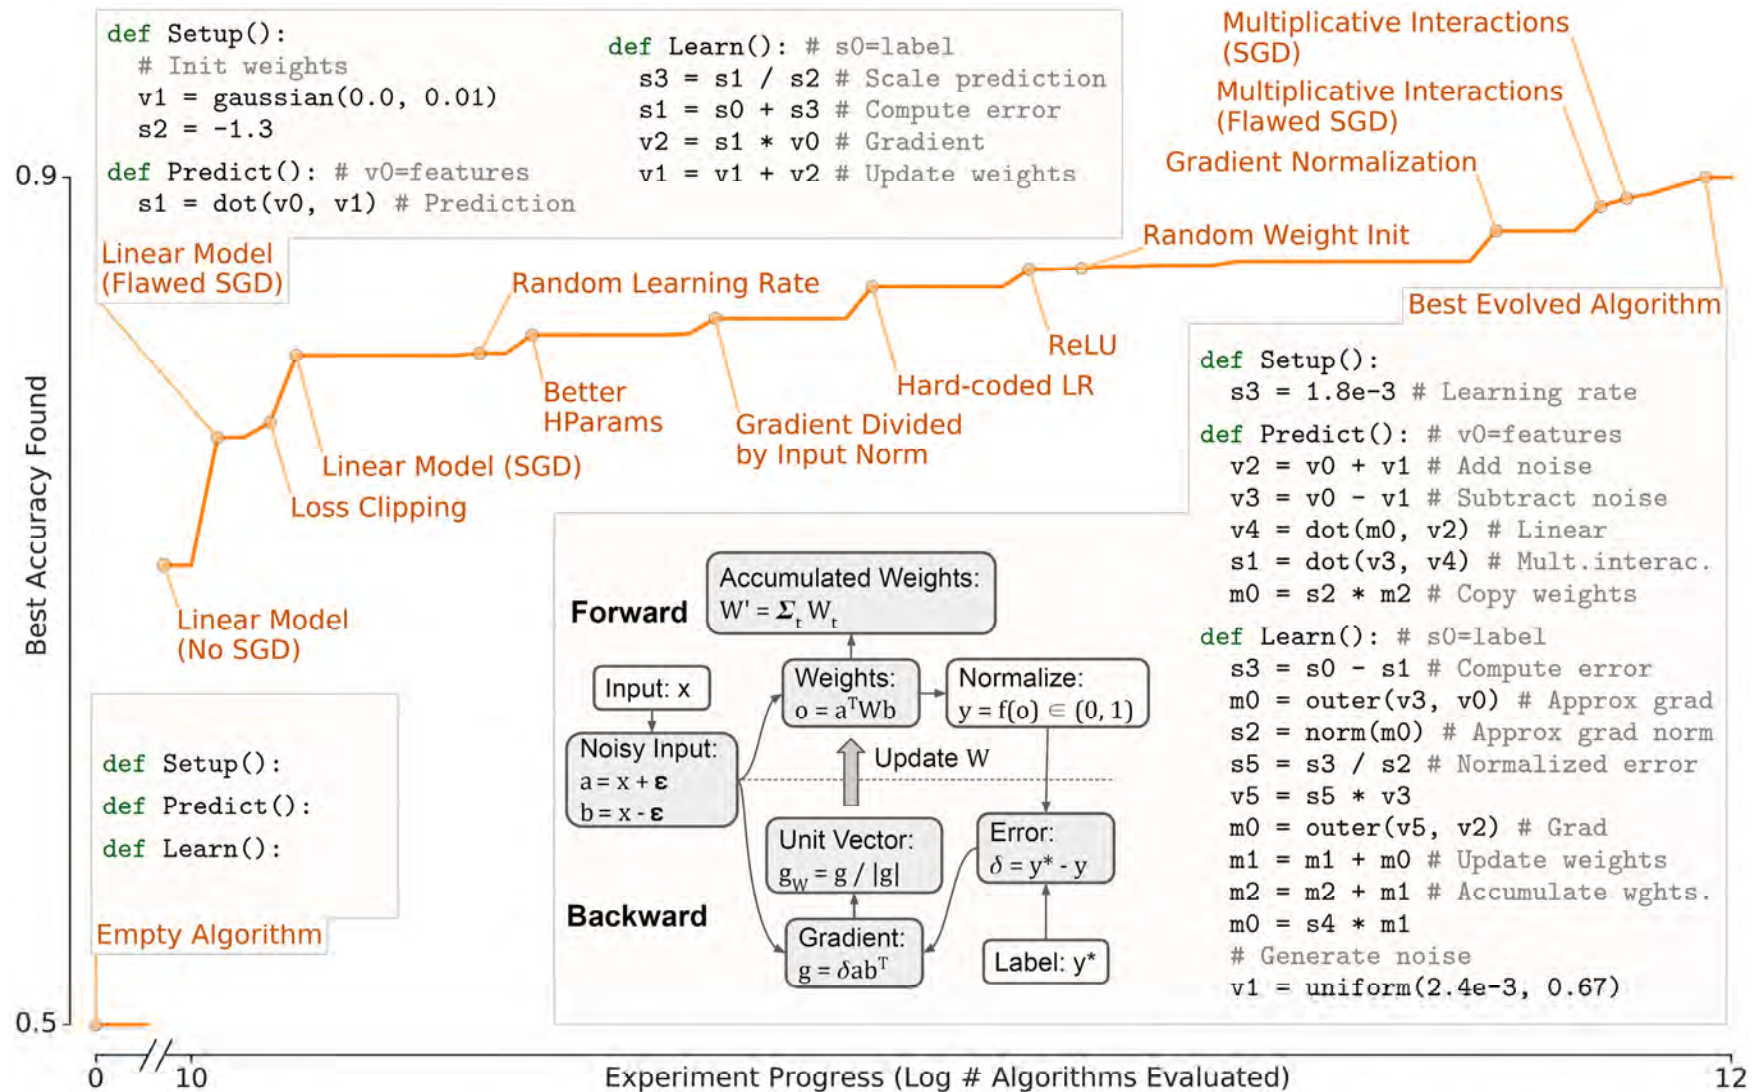 def Setup():
# Init weights
v1 = gaussian(0.0, 0.01)
s2 = -1.3
def Predict(): # v0=features
s1 = dot(v0, v1) # Prediction
def Learn(): # s0=label
s3 = s1 / s2 # Scale prediction
s1 = s0 + s3 # Compute error
v2 = s1 * v0 # Gradient
v1 = v1 + v2 # Update weights
Linear Model
(Flawed SGD)
Multiplicative Interactions
(SGD)
Multiplicative Interactions
(Flawed SGD)
Gradient Normalization
Random Weight Init
Random Learning Rate
ReLU
Hard-coded LR
Better
HParams
Gradient Divided
by Input Norm
Linear Model (SGD)
Loss Clipping
Linear Model
(No SGD)
Best Evolved Algorithm
def Setup():
s3 = 1.8e-3 # Learning rate
def Predict(): # v0=features
v2 = v0 + v1 # Add noise
v3 = v0 - v1 # Subtract noise
v4 = dot(m0, v2) # Linear
s1 = dot(v3, v4) # Mult.interac.
m0 = s2 * m2 # Copy weights
def Learn(): # s0=label
s3 = s0 - s1 # Compute error
m0 = outer(v3, v0) # Approx grad
s2 = norm(m0) # Approx grad norm
s5 = s3 / s2 # Normalized error
v5 = s5 * v3
m0 = outer(v5, v2) # Grad
m1 = m1 + m0 # Update weights
m2 = m2 + m1 # Accumulate wghts.
m0 = s4 * m1
# Generate noise
v1 = uniform(2.4e-3, 0.67)
Forward
Accumulated Weights:
W' = Σt Wt
Input: x
Weights:
o = aᵀWb
Normalize:
y = f(o) ∈ (0, 1)
Noisy Input:
a = x + ε
b = x - ε
Update W
Unit Vector:
gW = g / |g|
Error:
δ = y* - y
Backward
Gradient:
g = δabᵀ
Label: y*
def Setup():
def Predict():
def Learn():
Empty Algorithm
Best Accuracy Found
0.9
0.5
0
10
12
Experiment Progress (Log # Algorithms Evaluated)